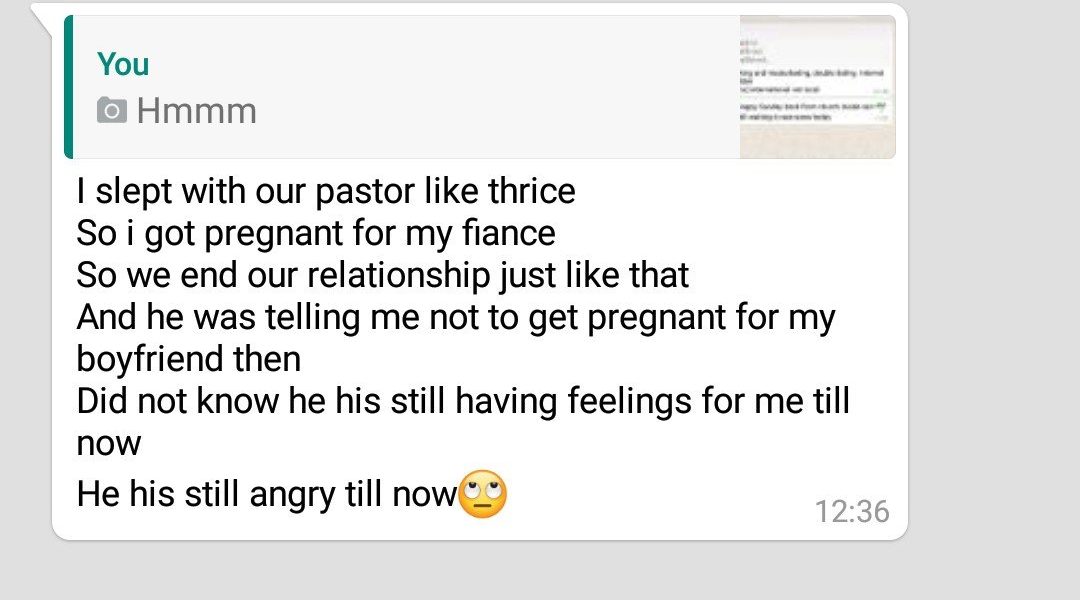 You
Hmmm
I slept with our pastor like thrice
So i got pregnant for my fiance
So we end our relationship just like that
And he was telling me not to get pregnant for my
boyfriend then
Did not know he his still having feelings for me till
now
He his still angry till now🙄
12:36